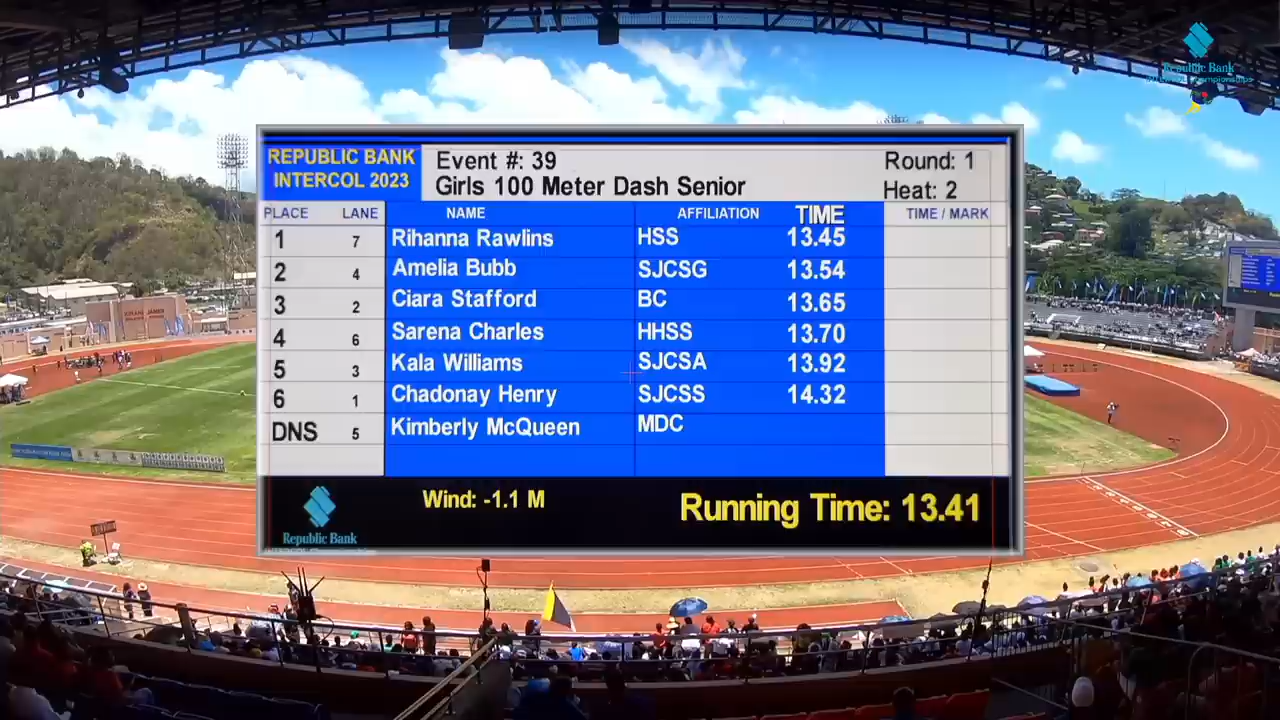 Republic Bank
REPUBLIC BANK
INTERCOL 2023
Event #: 39
Girls 100 Meter Dash Senior
Round: 1
Heat: 2
PLACE LANE NAME AFFILIATION TIME TIME / MARK
1 7 Rihanna Rawlins HSS 13.45
2 4 Amelia Bubb SJCSG 13.54
3 2 Ciara Stafford BC 13.65
4 6 Sarena Charles HHSS 13.70
5 3 Kala Williams SJCSA 13.92
6 1 Chadonay Henry SJCSS 14.32
DNS 5 Kimberly McQueen MDC
Wind: -1.1 M
Running Time: 13.41
Republic Bank